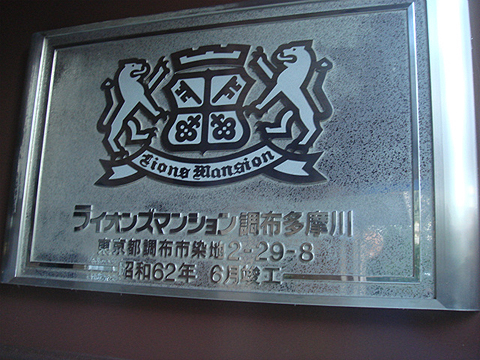 Lions Mansion
ライオンズマンション調布多摩川
東京都調布市染地2-29-8
昭和62年 6月竣工